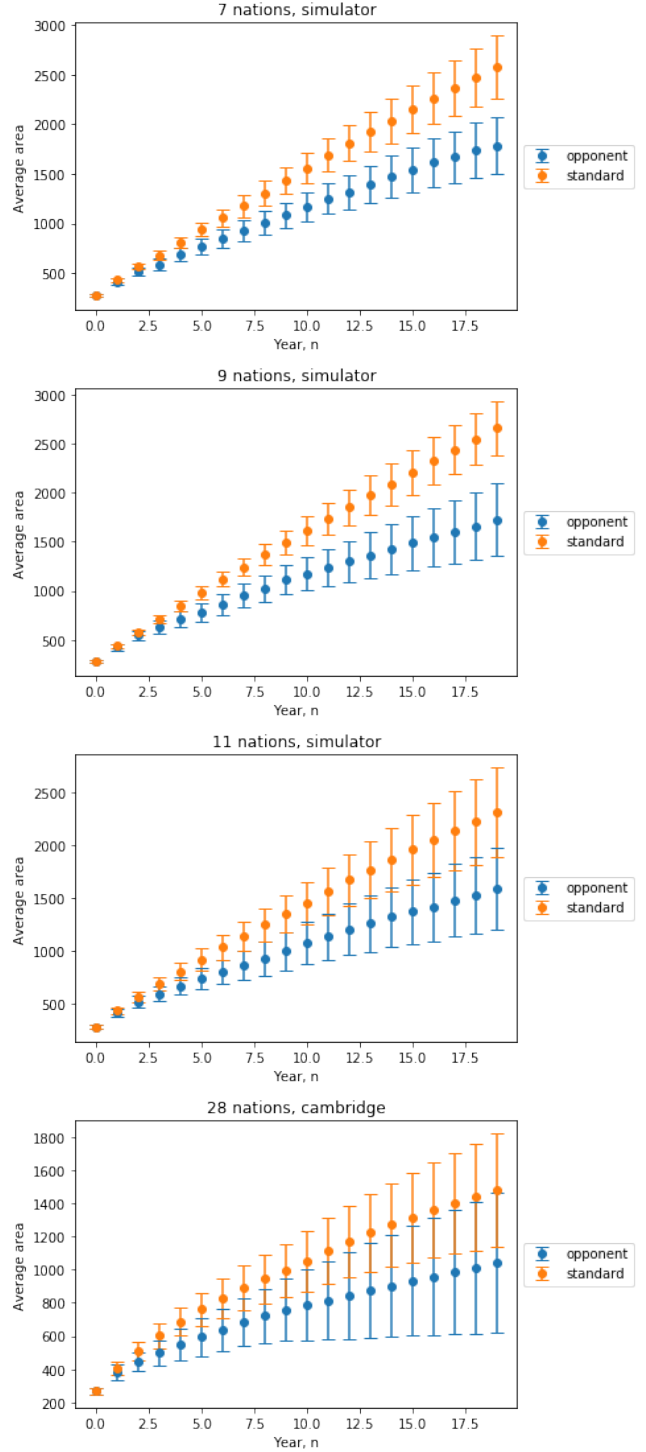 7 nations, simulator
3000
2500
2000
1500
1000
500
Average area
0.0 2.5 5.0 7.5 10.0 12.5 15.0 17.5
Year, n
opponent
standard
9 nations, simulator
3000
2500
2000
1500
1000
500
Average area
0.0 2.5 5.0 7.5 10.0 12.5 15.0 17.5
Year, n
opponent
standard
11 nations, simulator
2500
2000
1500
1000
500
Average area
0.0 2.5 5.0 7.5 10.0 12.5 15.0 17.5
Year, n
opponent
standard
28 nations, cambridge
1800
1600
1400
1200
1000
800
600
400
200
Average area
0.0 2.5 5.0 7.5 10.0 12.5 15.0 17.5
Year, n
opponent
standard